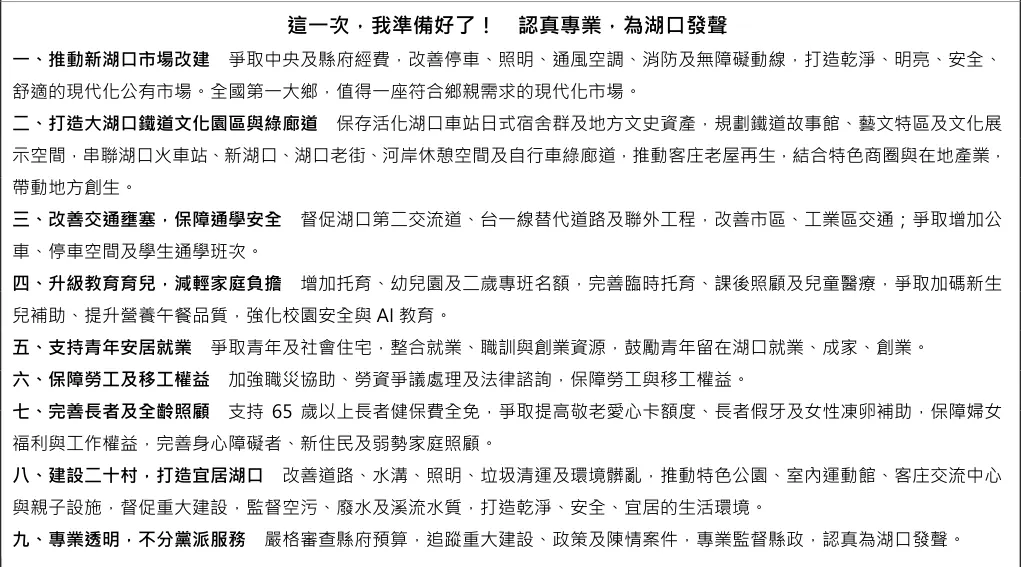 這一次，我準備好了！　認真專業，為湖口發聲
一、推動新湖口市場改建　爭取中央及縣府經費，改善停車、照明、通風空調、消防及無障礙動線，打造乾淨、明亮、安全、
舒適的現代化公有市場。全國第一大鄉，值得一座符合鄉親需求的現代化市場。
二、打造大湖口鐵道文化園區與綠廊道　保存活化湖口車站日式宿舍群及地方文史資產，規劃鐵道故事館、藝文特區及文化展
示空間，串聯湖口火車站、新湖口、湖口老街、河岸休憩空間及自行車綠廊道，推動客庄老屋再生，結合特色商圈與在地產業，
帶動地方創生。
三、改善交通壅塞，保障通學安全　督促湖口第二交流道、台一線替代道路及聯外工程，改善市區、工業區交通；爭取增加公
車、停車空間及學生通學班次。
四、升級教育育兒，減輕家庭負擔　增加托育、幼兒園及二歲專班名額，完善臨時托育、課後照顧及兒童醫療，爭取加碼新生
兒補助、提升營養午餐品質，強化校園安全與 AI 教育。
五、支持青年安居就業　爭取青年及社會住宅，整合就業、職訓與創業資源，鼓勵青年留在湖口就業、成家、創業。
六、保障勞工及移工權益　加強職災協助、勞資爭議處理及法律諮詢，保障勞工與移工權益。
七、完善長者及全齡照顧　支持 65 歲以上長者健保費全免，爭取提高敬老愛心卡額度、長者假牙及女性凍卵補助，保障婦女
福利與工作權益，完善身心障礙者、新住民及弱勢家庭照顧。
八、建設二十村，打造宜居湖口　改善道路、水溝、照明、垃圾清運及環境髒亂，推動特色公園、室內運動館、客庄交流中心
與親子設施，督促重大建設，監督空污、廢水及溪流水質，打造乾淨、安全、宜居的生活環境。
九、專業透明，不分黨派服務　嚴格審查縣府預算，追蹤重大建設、政策及陳情案件，專業監督縣政，認真為湖口發聲。